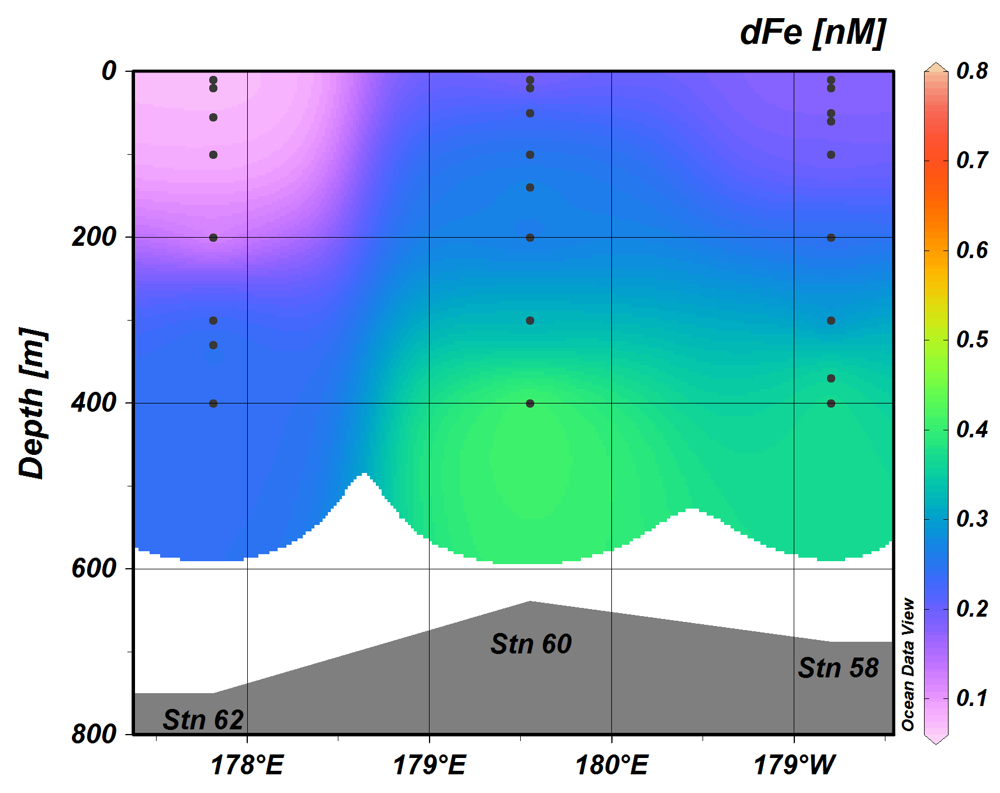 dFe [nM]
0
200
400
600
800
Depth [m]
178°E
179°E
180°E
179°W
Stn 62
Stn 60
Stn 58
Ocean Data View
0.8
0.7
0.6
0.5
0.4
0.3
0.2
0.1